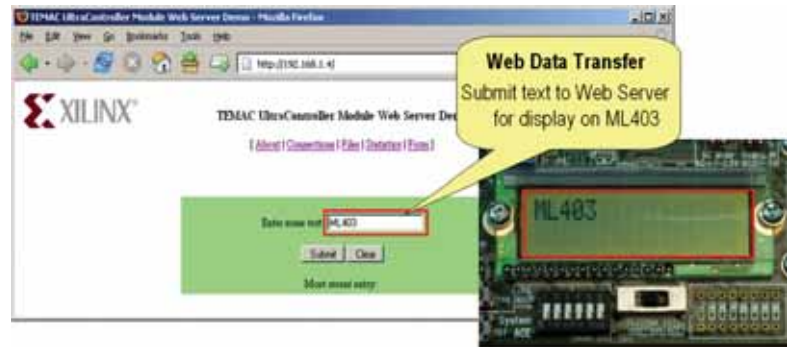 TEMAC UltraController Module Web Server Demo - Mozilla Firefox
File Edit View Go Bookmarks Tools Help
http://192.168.1.4/
Web Data Transfer
Submit text to Web Server
for display on ML403
XILINX
TEMAC UltraController Module Web Server De
[ About | Connections | Files | Statistics | Form ]
Enter some text ML403
Submit Clear
Most recent entry:
ML403
System
ACE